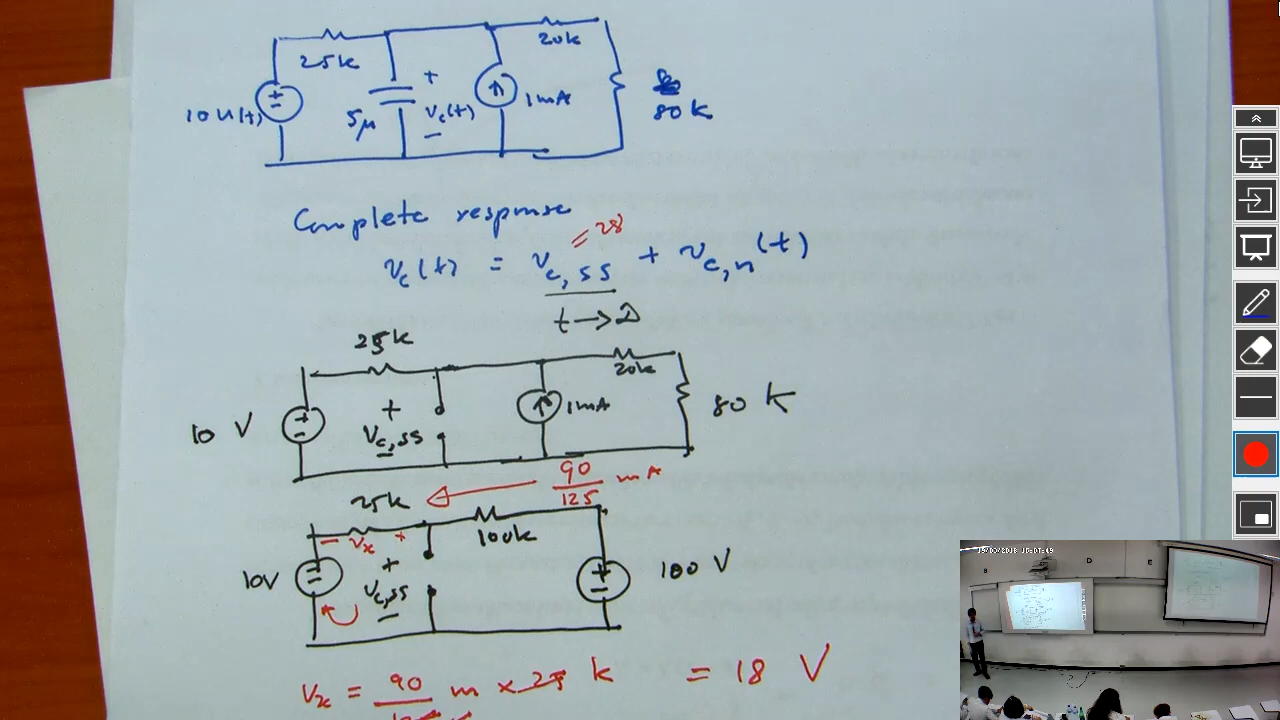 25k
20k
10u(t)
5μ
+
vc(t)
−
1mA
80k
Complete response
= 28
vc(t) = vc,ss + vc,n(t)
t → ∞
25k
20k
10 V
+
Vc,ss
−
1mA
80 K
90/125 mA
25k
− vx +
100k
10V
+
Vc,ss
−
100 V
vx = 90 m × 25 k = 18 V
B
D
E